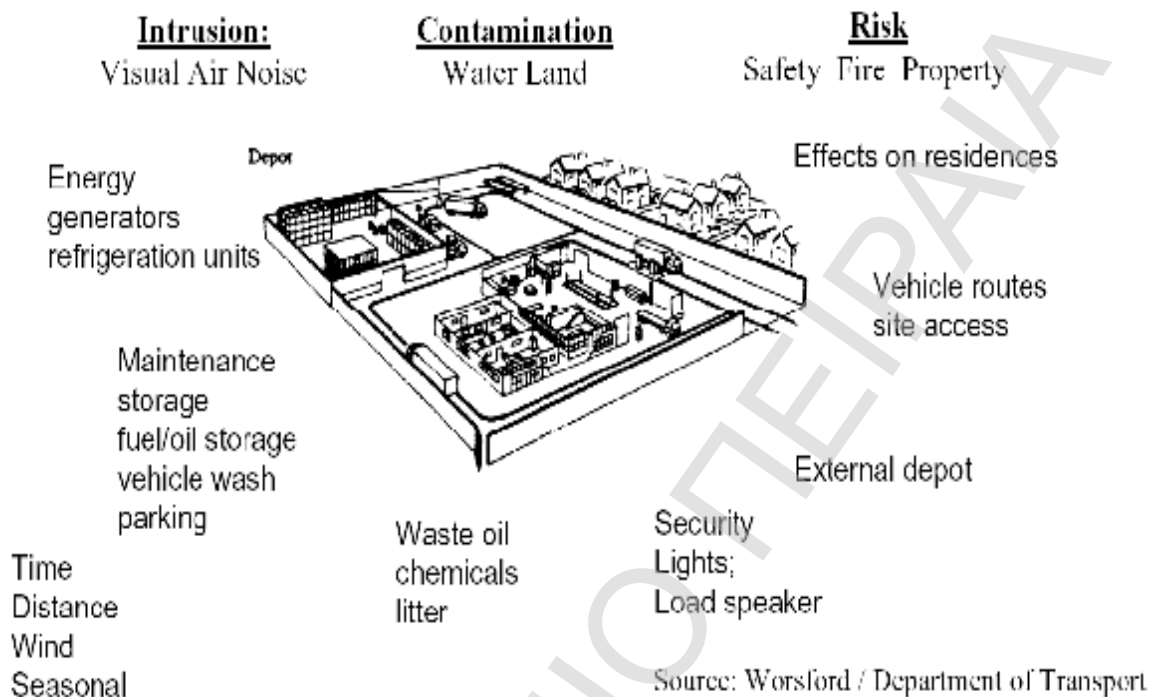 Intrusion:
Visual Air Noise
Contamination
Water Land
Risk
Safety Fire Property
Depot
Energy
generators
refrigeration units
Effects on residences
Vehicle routes
site access
Maintenance
storage
fuel/oil storage
vehicle wash
parking
External depot
Waste oil
chemicals
litter
Security
Lights;
Load speaker
Time
Distance
Wind
Seasonal
Source: Worsford / Department of Transport
ΠΕΙΡΑΙΑ